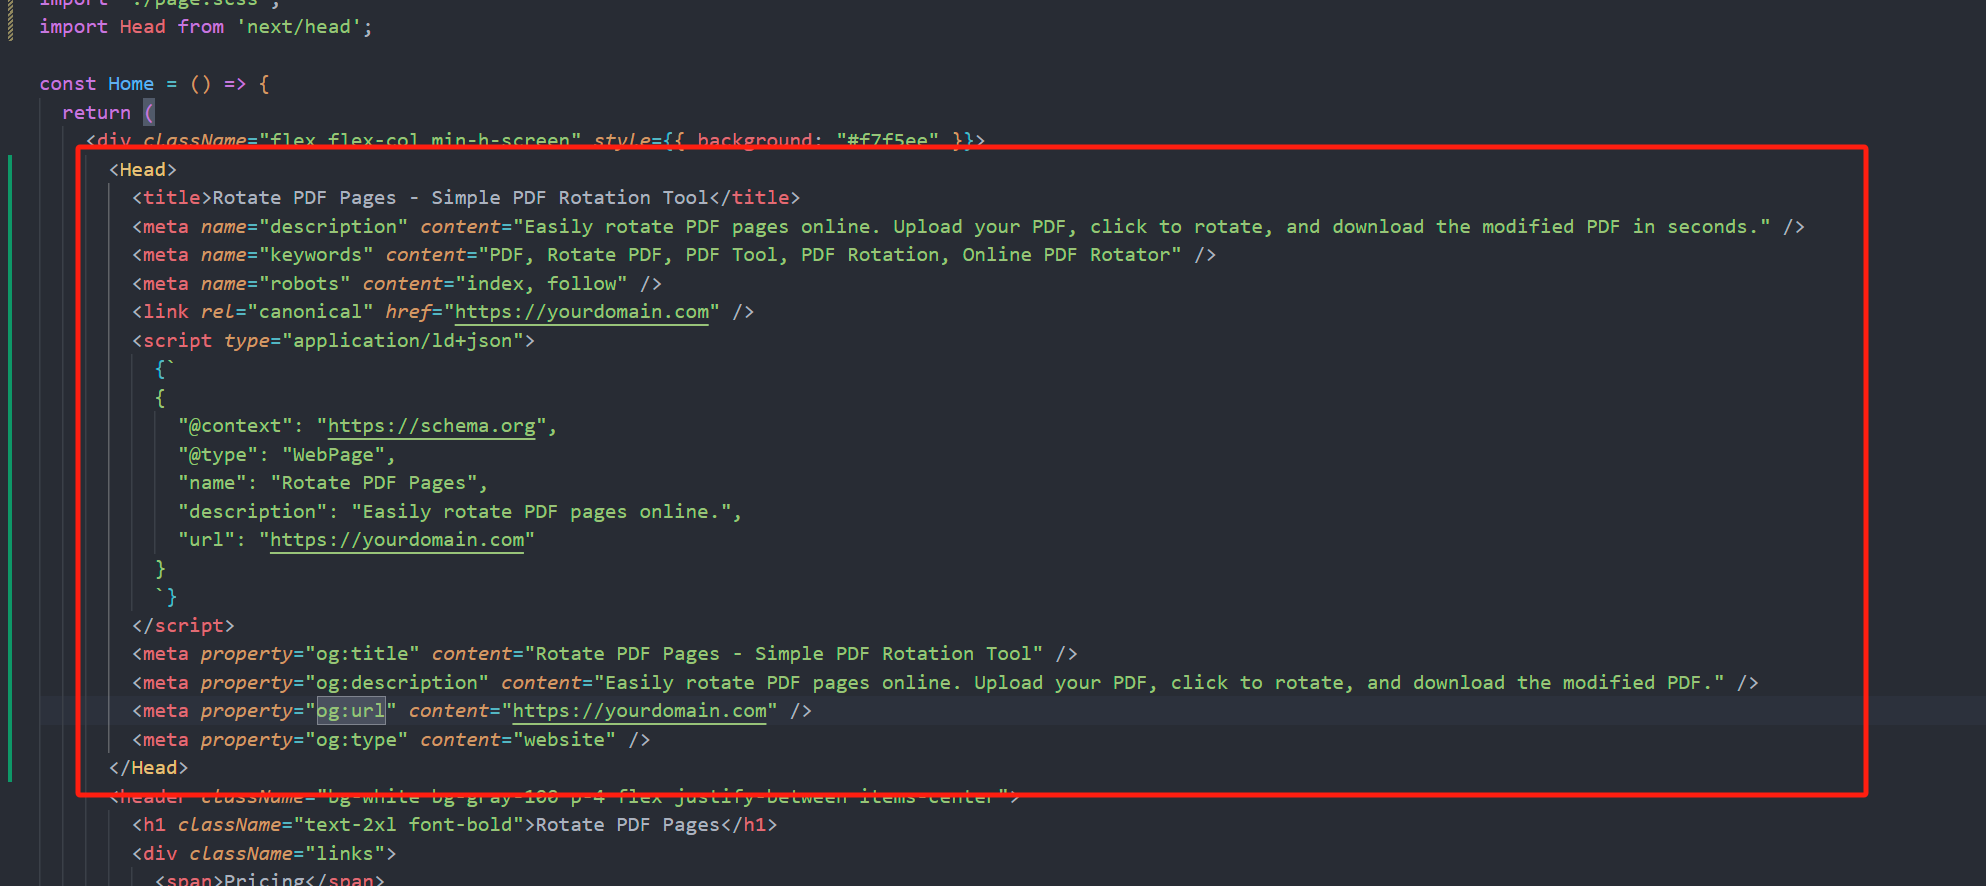 import './page.scss';
import Head from 'next/head';
const Home = () => {
return (
<div className="flex flex-col min-h-screen" style={{ background: "#f7f5ee" }}>
<Head>
<title>Rotate PDF Pages - Simple PDF Rotation Tool</title>
<meta name="description" content="Easily rotate PDF pages online. Upload your PDF, click to rotate, and download the modified PDF in seconds." />
<meta name="keywords" content="PDF, Rotate PDF, PDF Tool, PDF Rotation, Online PDF Rotator" />
<meta name="robots" content="index, follow" />
<link rel="canonical" href="https://yourdomain.com" />
<script type="application/ld+json">
{`
{
"@context": "https://schema.org",
"@type": "WebPage",
"name": "Rotate PDF Pages",
"description": "Easily rotate PDF pages online.",
"url": "https://yourdomain.com"
}
`}
</script>
<meta property="og:title" content="Rotate PDF Pages - Simple PDF Rotation Tool" />
<meta property="og:description" content="Easily rotate PDF pages online. Upload your PDF, click to rotate, and download the modified PDF." />
<meta property="og:url" content="https://yourdomain.com" />
<meta property="og:type" content="website" />
</Head>
<header className="bg-white bg-gray-100 p-4 flex justify-between items-center">
<h1 className="text-2xl font-bold">Rotate PDF Pages</h1>
<div className="links">
<span>Pricing</span>